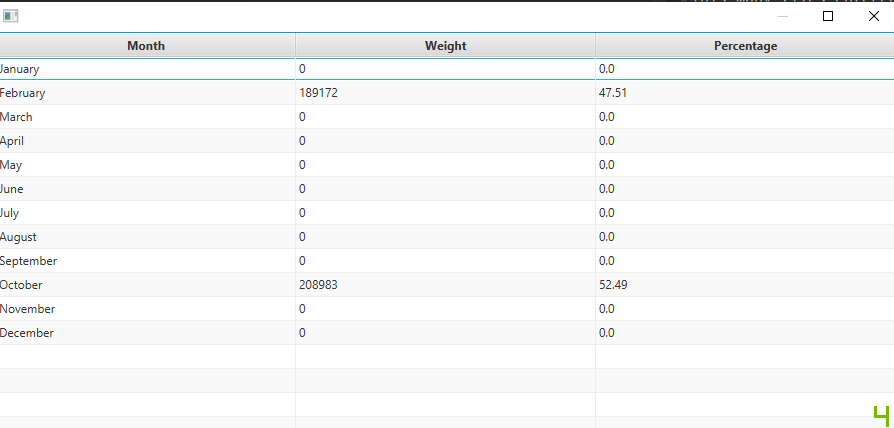 Month Weight Percentage
January 0 0.0
February 189172 47.51
March 0 0.0
April 0 0.0
May 0 0.0
June 0 0.0
July 0 0.0
August 0 0.0
September 0 0.0
October 208983 52.49
November 0 0.0
December 0 0.0
4